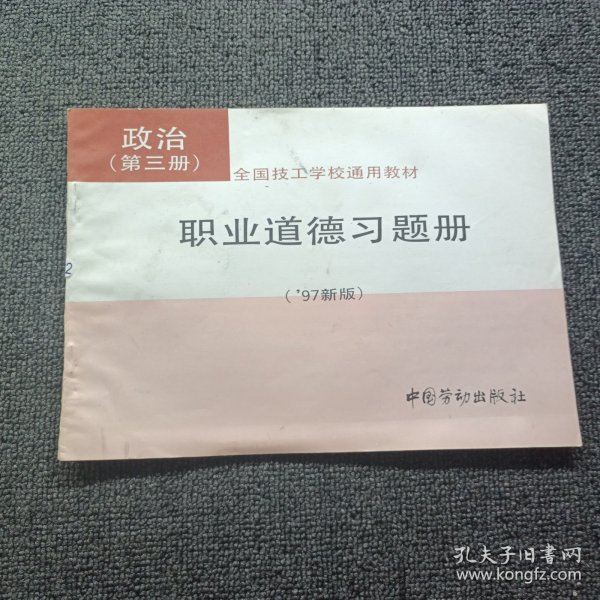 政治
(第三册)
全国技工学校通用教材
职业道德习题册
('97新版)
中国劳动出版社
孔夫子旧书网
www.kongfz.com